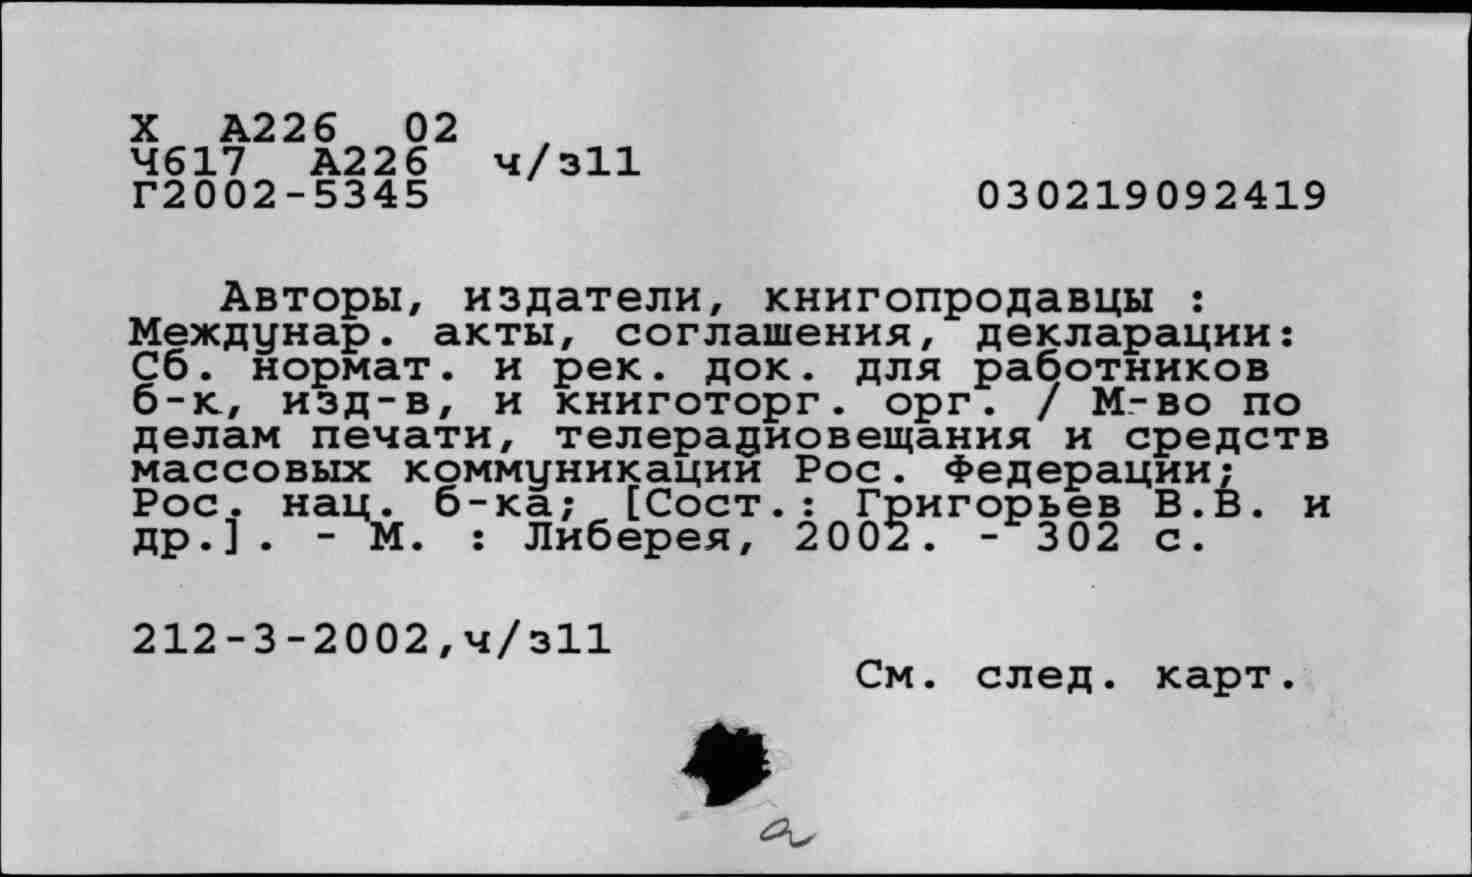 Х А226 02
Ч617 А226 ч/з11
Г2002-5345 030219092419
Авторы, издатели, книгопродавцы :
Междунар. акты, соглашения, декларации:
Сб. нормат. и рек. док. для работников
б-к, изд-в, и книготорг. орг. / М-во по
делам печати, телерадиовещания и средств
массовых коммуникаций Рос. Федерации;
Рос. нац. б-ка; [Сост.: Григорьев В.В. и
др.]. - М. : Либерея, 2002. - 302 с.
212-3-2002,ч/з11
См. след. карт.